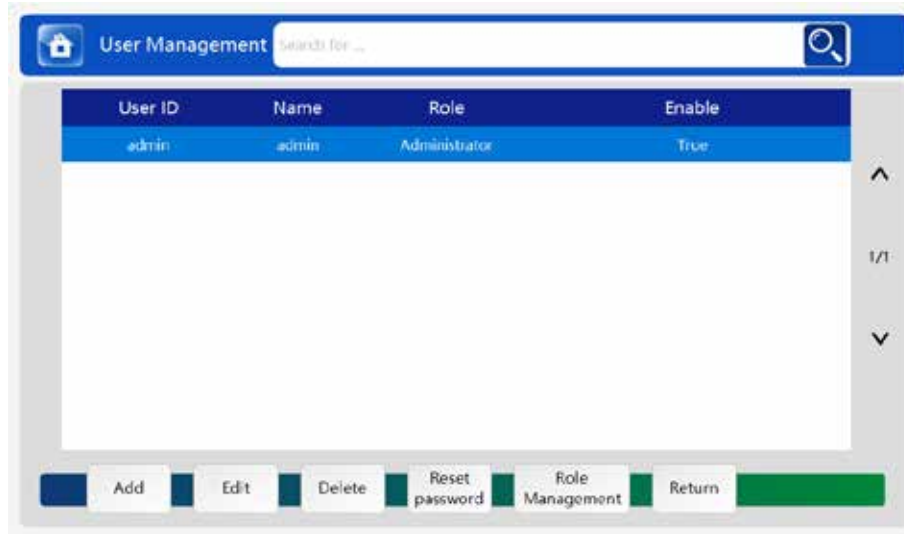 User Management Search for ...
User ID Name Role Enable
admin admin Administrator True
1/1
Add Edit Delete Reset password Role Management Return